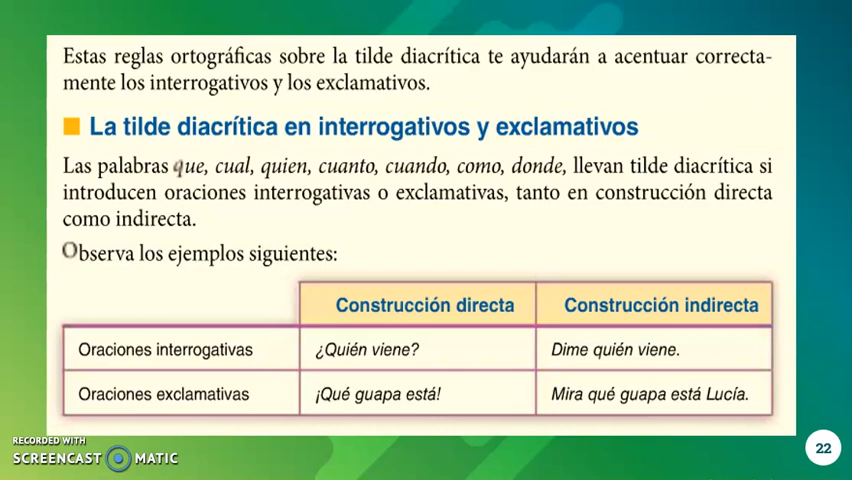 Estas reglas ortográficas sobre la tilde diacrítica te ayudarán a acentuar correcta-
mente los interrogativos y los exclamativos.
La tilde diacrítica en interrogativos y exclamativos
Las palabras que, cual, quien, cuanto, cuando, como, donde, llevan tilde diacrítica si
introducen oraciones interrogativas o exclamativas, tanto en construcción directa
como indirecta.
Observa los ejemplos siguientes:
Construcción directa Construcción indirecta
Oraciones interrogativas ¿Quién viene? Dime quién viene.
Oraciones exclamativas ¡Qué guapa está! Mira qué guapa está Lucía.
RECORDED WITH
SCREENCAST MATIC
22